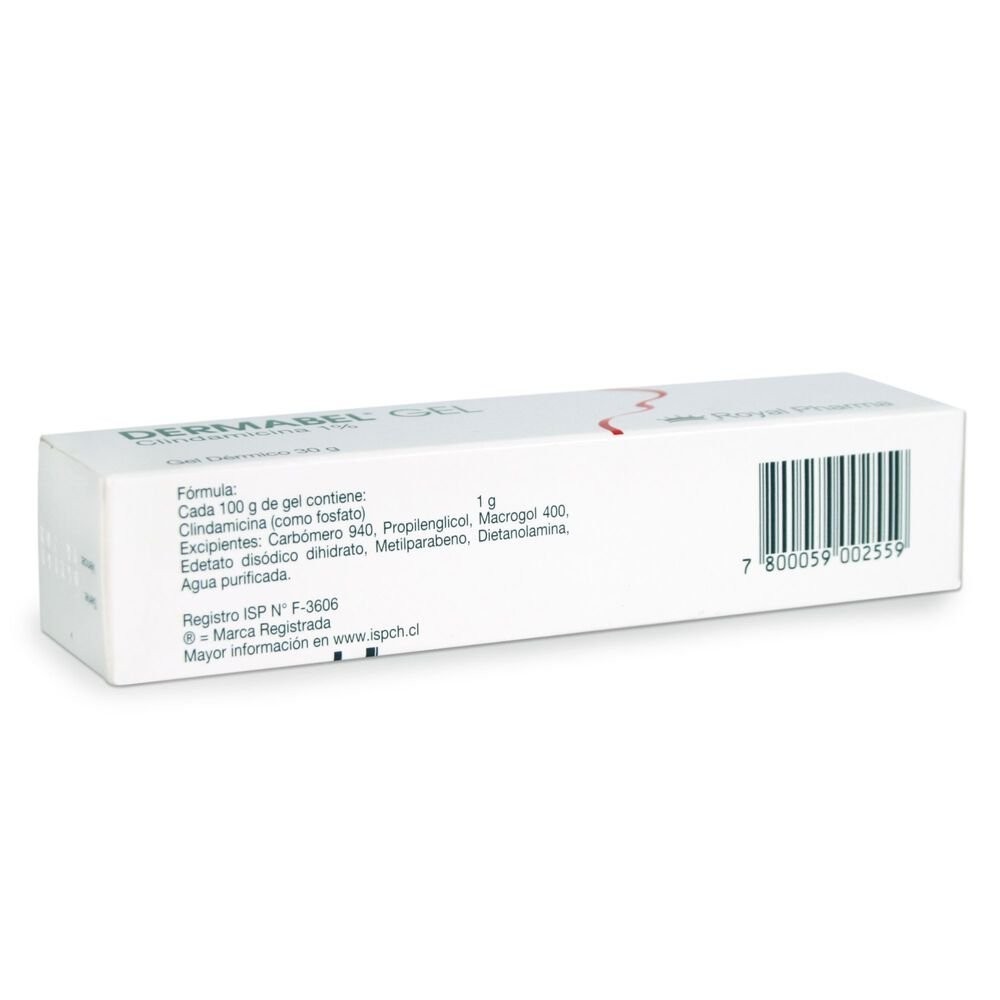 DERMABEL® GEL
Clindamicina 1%
Gel Dérmico 30 g
Royal Pharma
Fórmula:
Cada 100 g de gel contiene:
Clindamicina (como fosfato) 1 g
Excipientes: Carbómero 940, Propilenglicol, Macrogol 400,
Edetato disódico dihidrato, Metilparabeno, Dietanolamina,
Agua purificada.
Registro ISP N° F-3606
® = Marca Registrada
Mayor información en www.ispch.cl
7 800059 002559